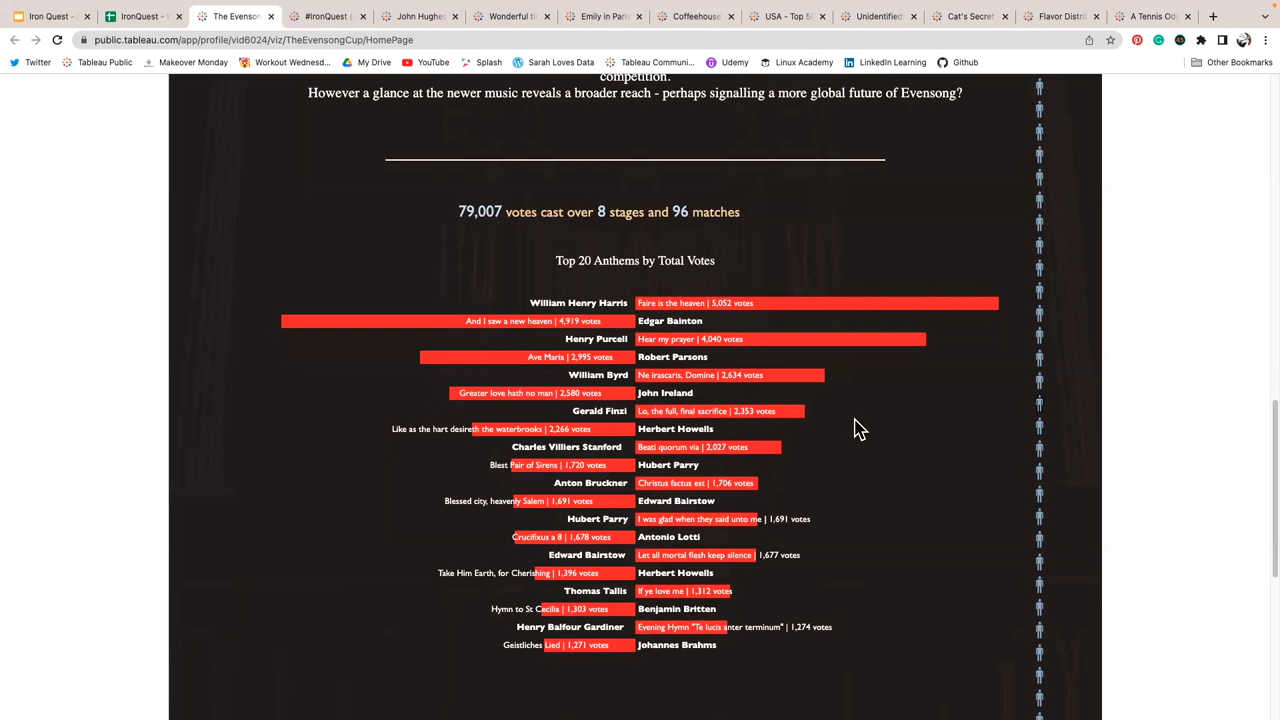 Iron Quest -
IronQuest - W
The Evenson
#IronQuest (
John Hughes
Wonderful ti
Emily in Pari
Coffeehouse
USA - Top 5
Unidentified
Cat's Secret
Flavor Distri
A Tennis Od
public.tableau.com/app/profile/vid6024/viz/TheEvensongCup/HomePage
Twitter
Tableau Public
Makeover Monday
Workout Wednesd...
My Drive
YouTube
Splash
Sarah Loves Data
Tableau Communi...
Udemy
Linux Academy
LinkedIn Learning
Github
Other Bookmarks
competition.
However a glance at the newer music reveals a broader reach - perhaps signalling a more global future of Evensong?
79,007 votes cast over 8 stages and 96 matches
Top 20 Anthems by Total Votes
William Henry Harris Faire is the heaven | 5,052 votes
And I saw a new heaven | 4,919 votes Edgar Bainton
Henry Purcell Hear my prayer | 4,040 votes
Ave Maria | 2,995 votes Robert Parsons
William Byrd Ne irascaris, Domine | 2,634 votes
Greater love hath no man | 2,580 votes John Ireland
Gerald Finzi Lo, the full, final sacrifice | 2,353 votes
Like as the hart desireth the waterbrooks | 2,266 votes Herbert Howells
Charles Villiers Stanford Beati quorum via | 2,027 votes
Blest Pair of Sirens | 1,720 votes Hubert Parry
Anton Bruckner Christus factus est | 1,706 votes
Blessed city, heavenly Salem | 1,691 votes Edward Bairstow
Hubert Parry I was glad when they said unto me | 1,691 votes
Crucifixus a 8 | 1,678 votes Antonio Lotti
Edward Bairstow Let all mortal flesh keep silence | 1,677 votes
Take Him Earth, for Cherishing | 1,396 votes Herbert Howells
Thomas Tallis If ye love me | 1,312 votes
Hymn to St Cecilia | 1,303 votes Benjamin Britten
Henry Balfour Gardiner Evening Hymn "Te lucis anter terminum" | 1,274 votes
Geistliches Lied | 1,271 votes Johannes Brahms